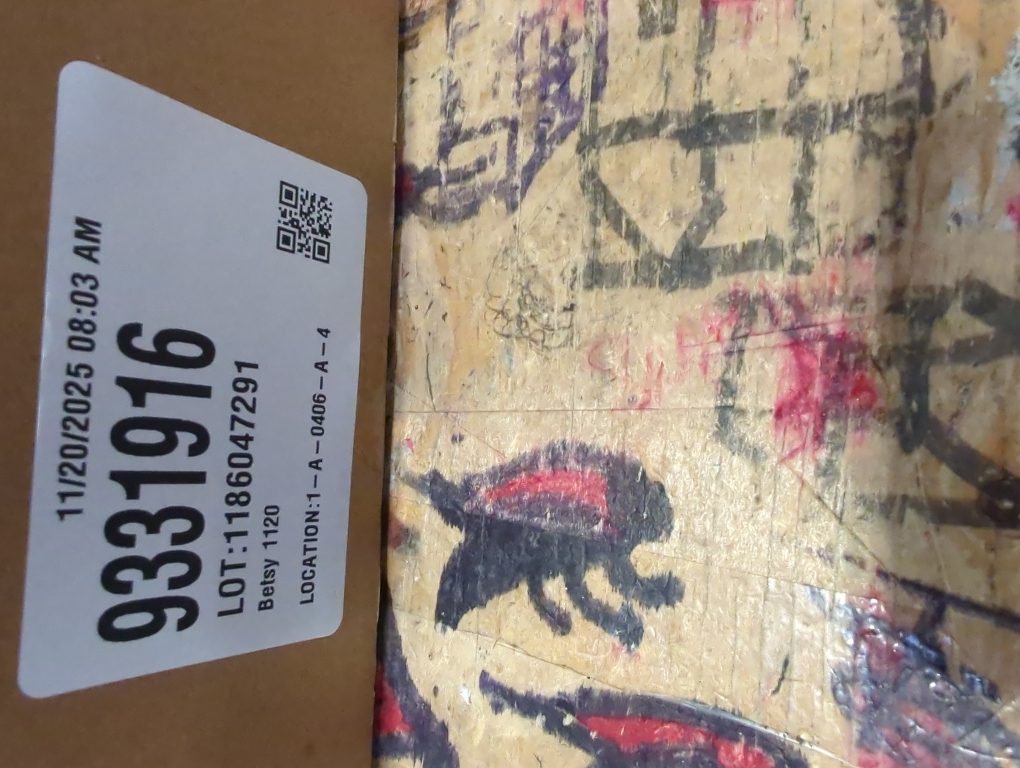 11/20/2025 08:03 AM
9331916
LOT:1186047291
Betsy 1120
LOCATION:1-A-0406-A-4